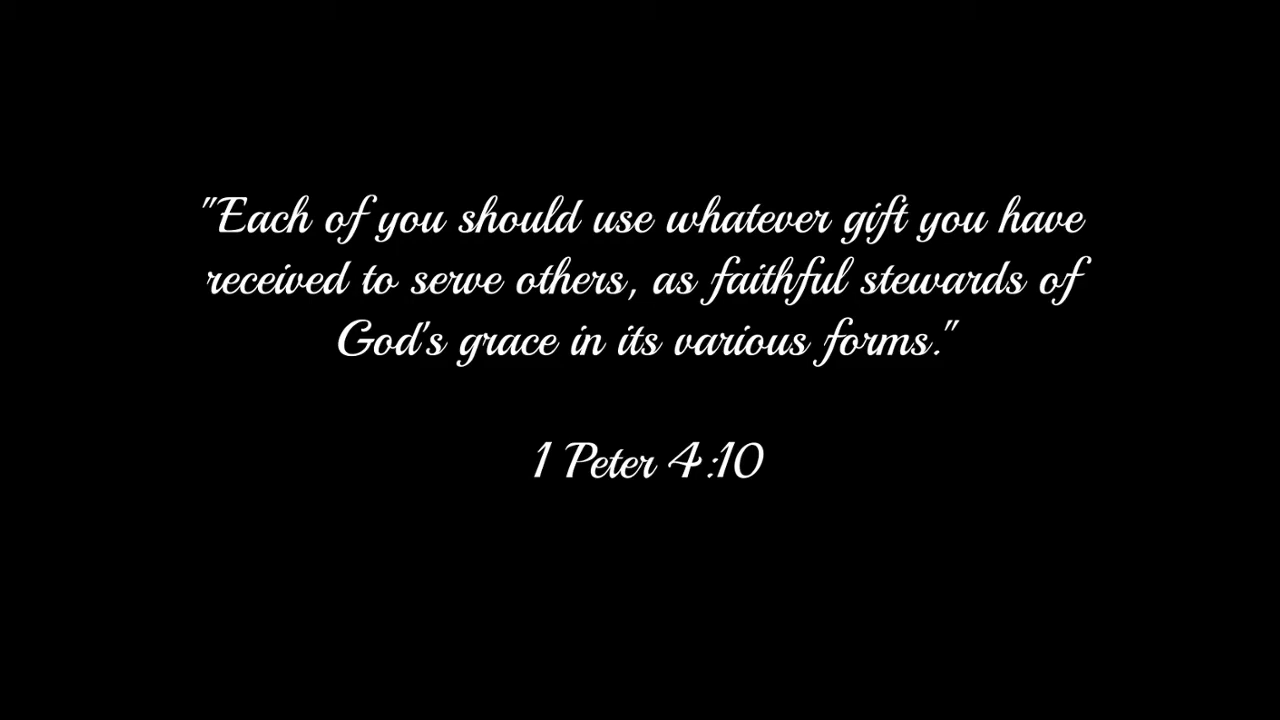 "Each of you should use whatever gift you have
received to serve others, as faithful stewards of
God's grace in its various forms."
1 Peter 4:10